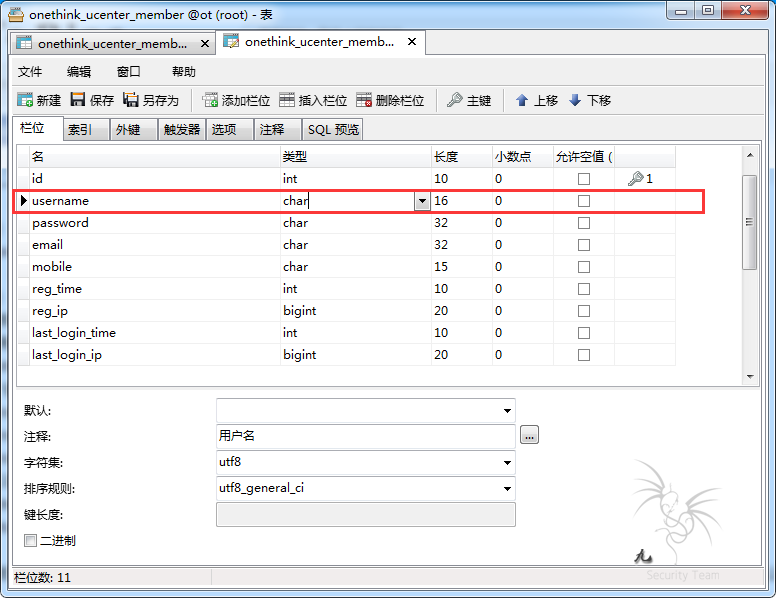 onethink_ucenter_member @ot (root) - 表
onethink_ucenter_memb... onethink_ucenter_memb...
文件 编辑 窗口 帮助
新建 保存 另存为 添加栏位 插入栏位 删除栏位 主键 上移 下移
栏位 索引 外键 触发器 选项 注释 SQL 预览
名 类型 长度 小数点 允许空值 (
id int 10 0 1
username char 16 0
password char 32 0
email char 32 0
mobile char 15 0
reg_time int 10 0
reg_ip bigint 20 0
last_login_time int 10 0
last_login_ip bigint 20 0
默认:
注释: 用户名 ...
字符集: utf8
排序规则: utf8_general_ci
键长度:
二进制
Security Team
栏位数: 11